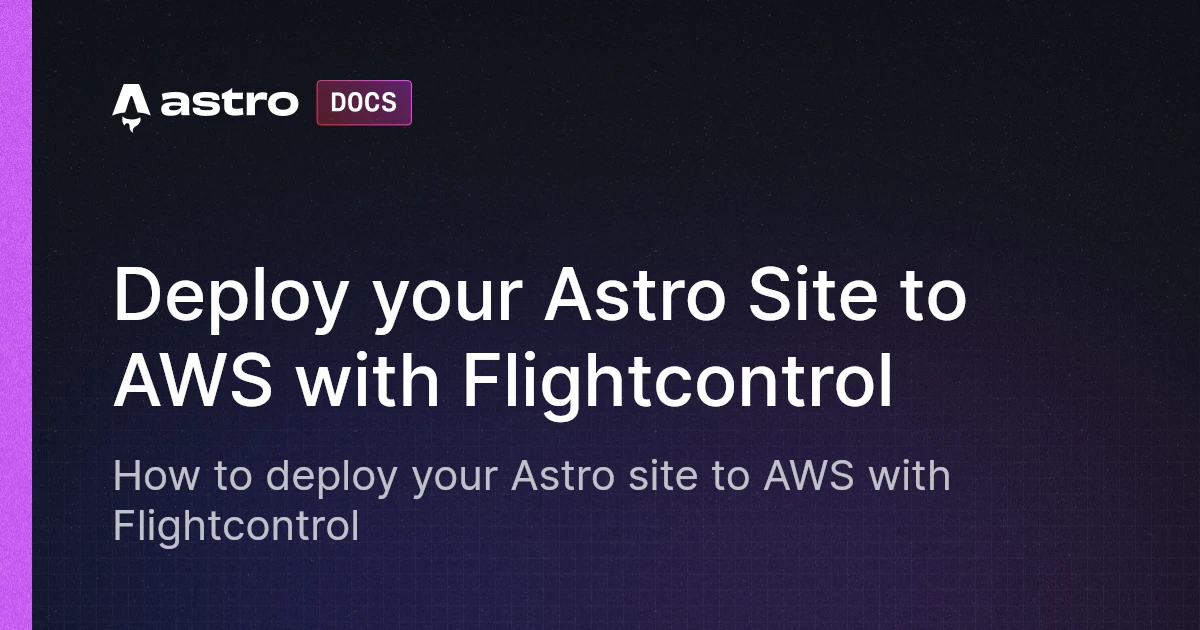 astro DOCS
Deploy your Astro Site to
AWS with Flightcontrol
How to deploy your Astro site to AWS with
Flightcontrol